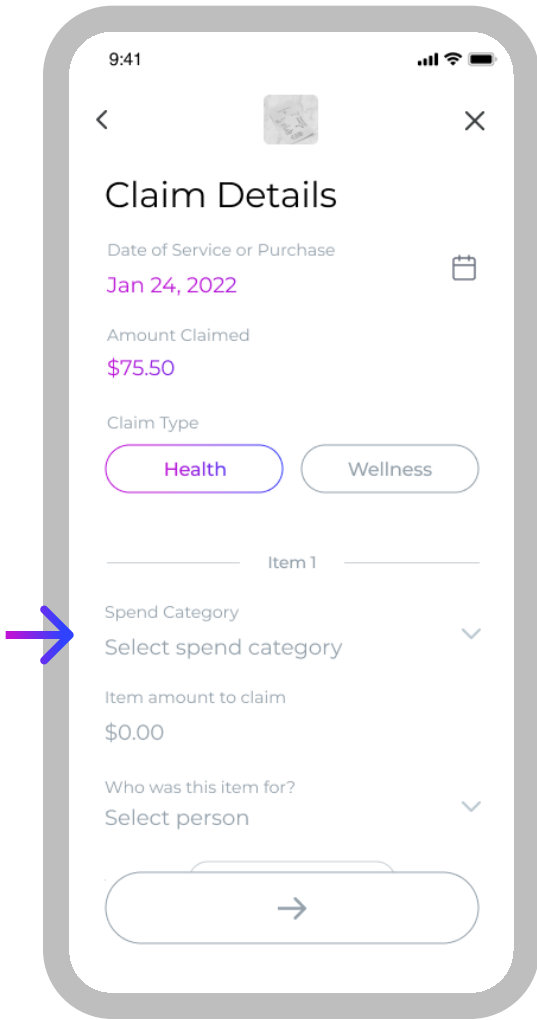 9:41
Claim Details
Date of Service or Purchase
Jan 24, 2022
Amount Claimed
$75.50
Claim Type
Health Wellness
Item 1
Spend Category
Select spend category
Item amount to claim
$0.00
Who was this item for?
Select person